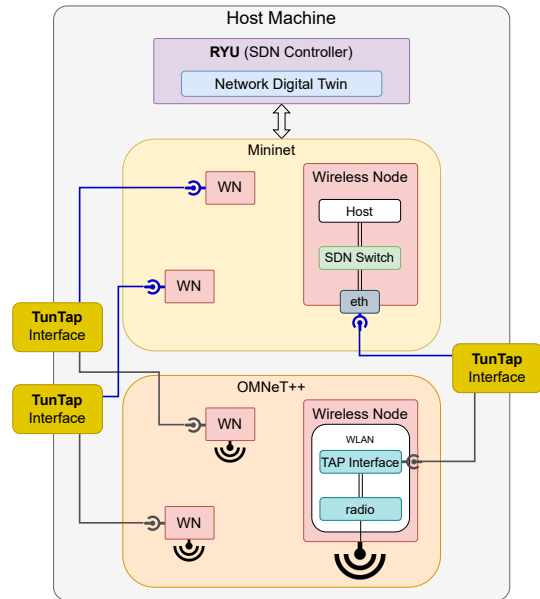 Host Machine
RYU (SDN Controller)
Network Digital Twin
Mininet
WN
Wireless Node
Host
SDN Switch
WN
eth
TunTap
Interface
TunTap
Interface
TunTap
Interface
OMNeT++
WN
Wireless Node
WLAN
TAP Interface
radio
WN